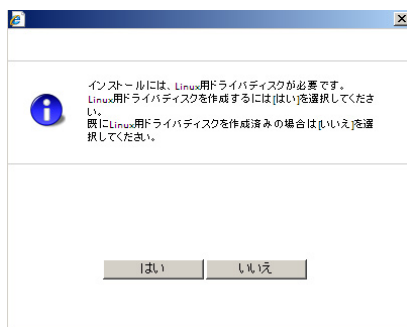 インストールには、Linux用ドライバディスクが必要です。
Linux用ドライバディスクを作成するには[はい]を選択してくださ
い。
既にLinux用ドライバディスクを作成済みの場合は[いいえ]を選
択してください。
はい
いいえ